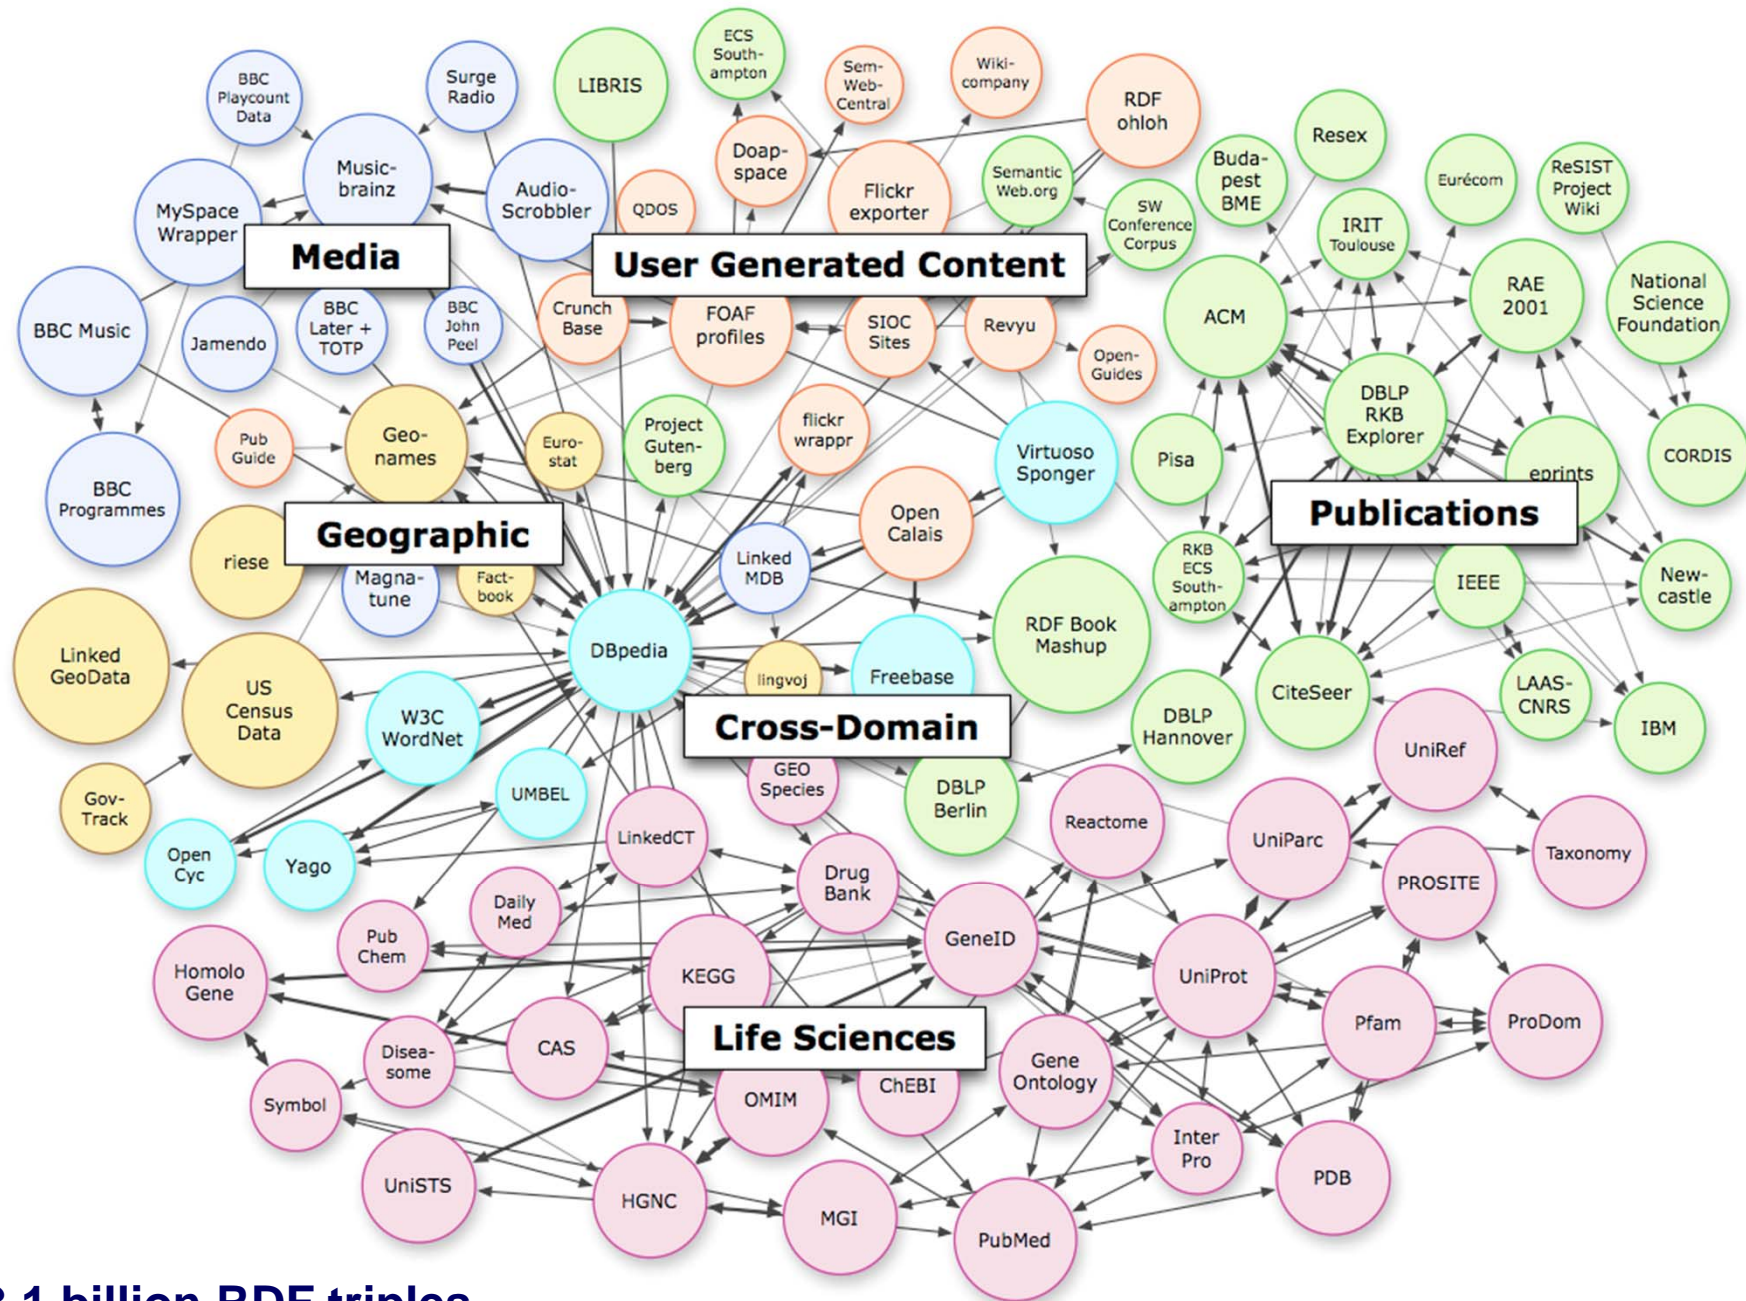 BBC
Playcount
Data
Surge
Radio
LIBRIS
ECS
South-
ampton
Sem-
Web-
Central
Wiki-
company
RDF
ohloh
Music-
brainz
Audio-
Scrobbler
MySpace
Wrapper
QDOS
Doap-
space
Flickr
exporter
Semantic
Web.org
SW
Conference
Corpus
Buda-
pest
BME
Resex
Eurécom
ReSIST
Project
Wiki
IRIT
Toulouse
Media
User Generated Content
BBC Music
Jamendo
BBC
Later +
TOTP
BBC
John
Peel
Crunch
Base
FOAF
profiles
SIOC
Sites
Revyu
Open-
Guides
ACM
RAE
2001
National
Science
Foundation
BBC
Programmes
Pub
Guide
Geo-
names
Euro-
stat
Project
Guten-
berg
flickr
wrappr
Virtuoso
Sponger
Pisa
DBLP
RKB
Explorer
eprints
CORDIS
Geographic
Publications
riese
Magna-
tune
Fact-
book
Linked
MDB
Open
Calais
RKB
ECS
South-
ampton
IEEE
New-
castle
Linked
GeoData
US
Census
Data
DBpedia
lingvoj
Freebase
RDF Book
Mashup
CiteSeer
LAAS-
CNRS
IBM
W3C
WordNet
Cross-Domain
DBLP
Hannover
UniRef
Gov-
Track
UMBEL
GEO
Species
DBLP
Berlin
Reactome
UniParc
Taxonomy
Open
Cyc
Yago
LinkedCT
Drug
Bank
PROSITE
Daily
Med
Pub
Chem
Homolo
Gene
KEGG
GeneID
UniProt
Pfam
ProDom
Life Sciences
Disea-
some
CAS
Symbol
OMIM
ChEBI
Gene
Ontology
Inter
Pro
PDB
UniSTS
HGNC
MGI
PubMed
1 billion RDF triples